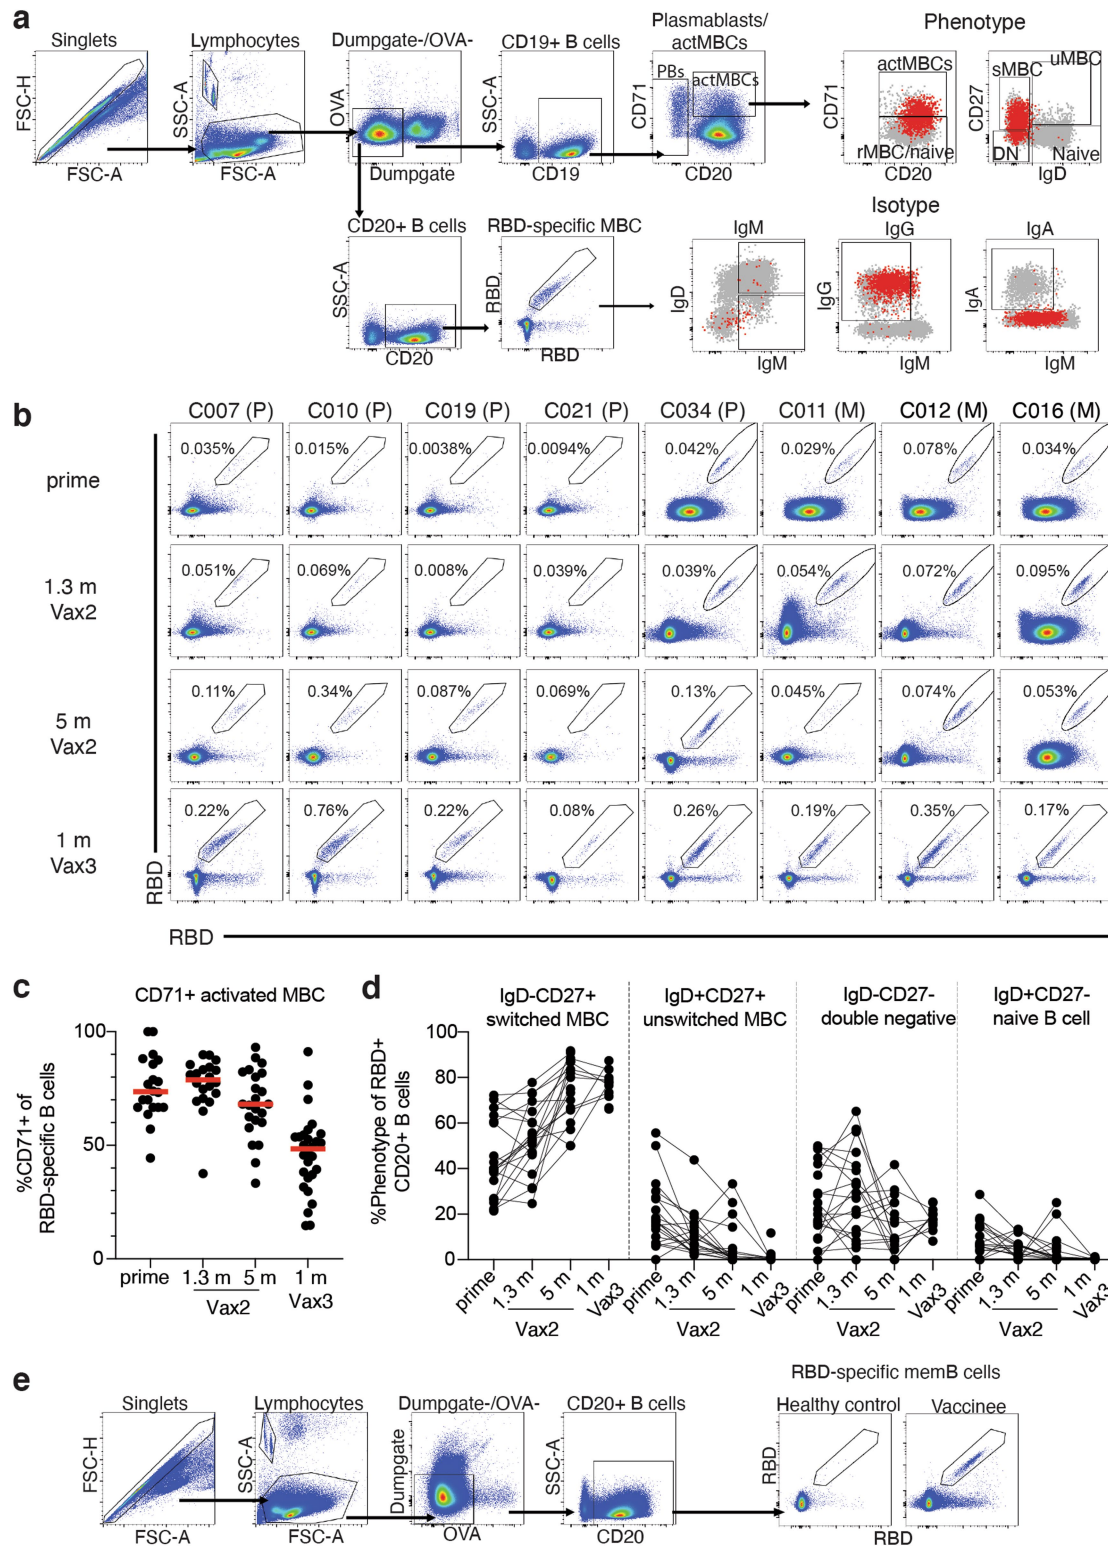 a
Singlets
FSC-H
FSC-A
Lymphocytes
SSC-A
FSC-A
Dumpgate-/OVA-
OVA
Dumpgate
CD19+ B cells
SSC-A
CD19
Plasmablasts/
actMBCs
PBs
actMBCs
CD71
CD20
Phenotype
actMBCs
CD71
rMBC/naive
CD20
sMBC
uMBC
CD27
DN
Naive
IgD
CD20+ B cells
SSC-A
CD20
RBD-specific MBC
RBD
RBD
Isotype
IgM
IgD
IgM
IgG
IgG
IgM
IgA
IgA
IgM
b
C007 (P) C010 (P) C019 (P) C021 (P) C034 (P) C011 (M) C012 (M) C016 (M)
prime
0.035% 0.015% 0.0038% 0.0094% 0.042% 0.029% 0.078% 0.034%
1.3 m
Vax2
0.051% 0.069% 0.008% 0.039% 0.039% 0.054% 0.072% 0.095%
5 m
Vax2
0.11% 0.34% 0.087% 0.069% 0.13% 0.045% 0.074% 0.053%
1 m
Vax3
0.22% 0.76% 0.22% 0.08% 0.26% 0.19% 0.35% 0.17%
RBD
RBD
c
CD71+ activated MBC
%CD71+ of
RBD-specific B cells
100
50
0
prime 1.3 m 5 m 1 m
Vax2 Vax3
d
IgD-CD27+
switched MBC
IgD+CD27+
unswitched MBC
IgD-CD27-
double negative
IgD+CD27-
naive B cell
%Phenotype of RBD+
CD20+ B cells
100
80
60
40
20
0
prime 1.3 m 5 m 1 m Vax3
Vax2
prime 1.3 m 5 m 1 m Vax3
Vax2
prime 1.3 m 5 m 1 m Vax3
Vax2
prime 1.3 m 5 m 1 m Vax3
Vax2
e
Singlets
FSC-H
FSC-A
Lymphocytes
SSC-A
FSC-A
Dumpgate-/OVA-
Dumpgate
OVA
CD20+ B cells
SSC-A
CD20
RBD-specific memB cells
Healthy control
Vaccinee
RBD
RBD